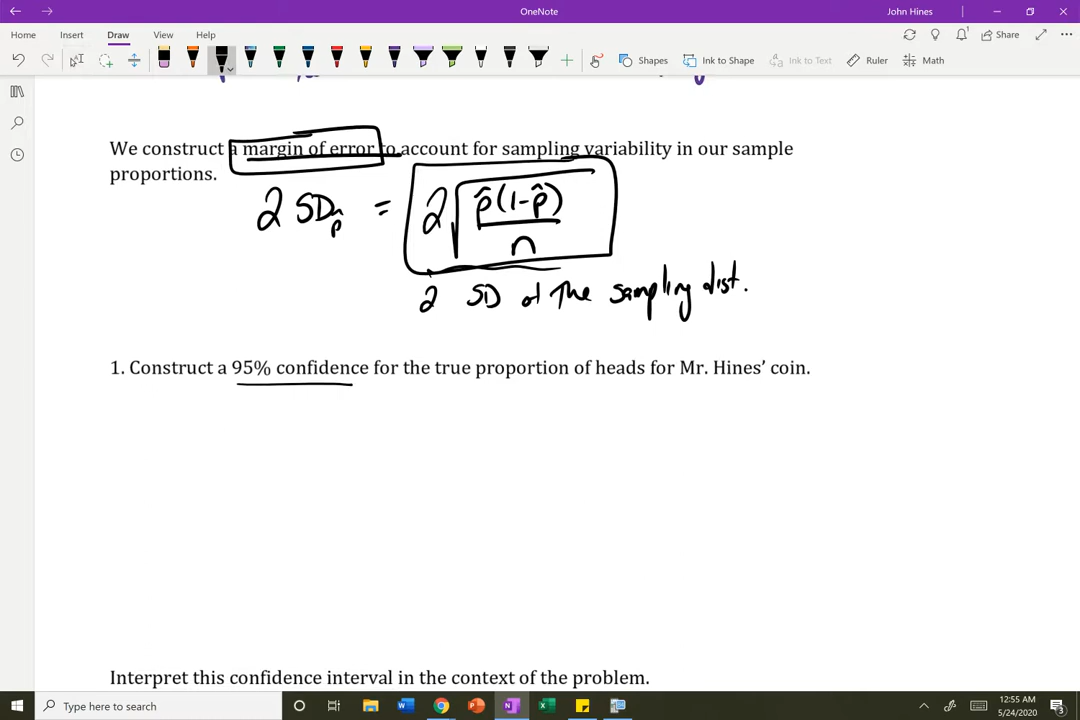 OneNote
John Hines
Home Insert Draw View Help
Share
Shapes Ink to Shape Ink to Text Ruler Math
We construct a margin of error to account for sampling variability in our sample
proportions.
2 SDp̂ = 2√(p̂(1-p̂)/n)
2 SD of the sampling dist.
1. Construct a 95% confidence for the true proportion of heads for Mr. Hines’ coin.
Interpret this confidence interval in the context of the problem.
Type here to search
12:55 AM
5/24/2020
3